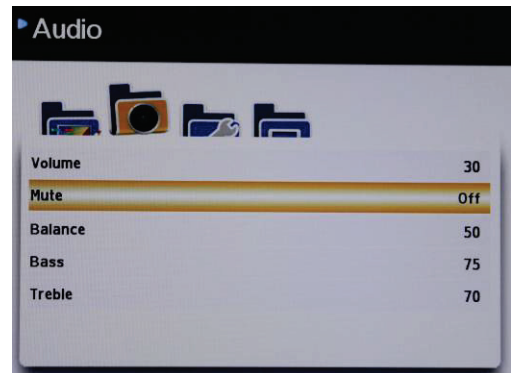 Audio
Volume 30
Mute Off
Balance 50
Bass 75
Treble 70